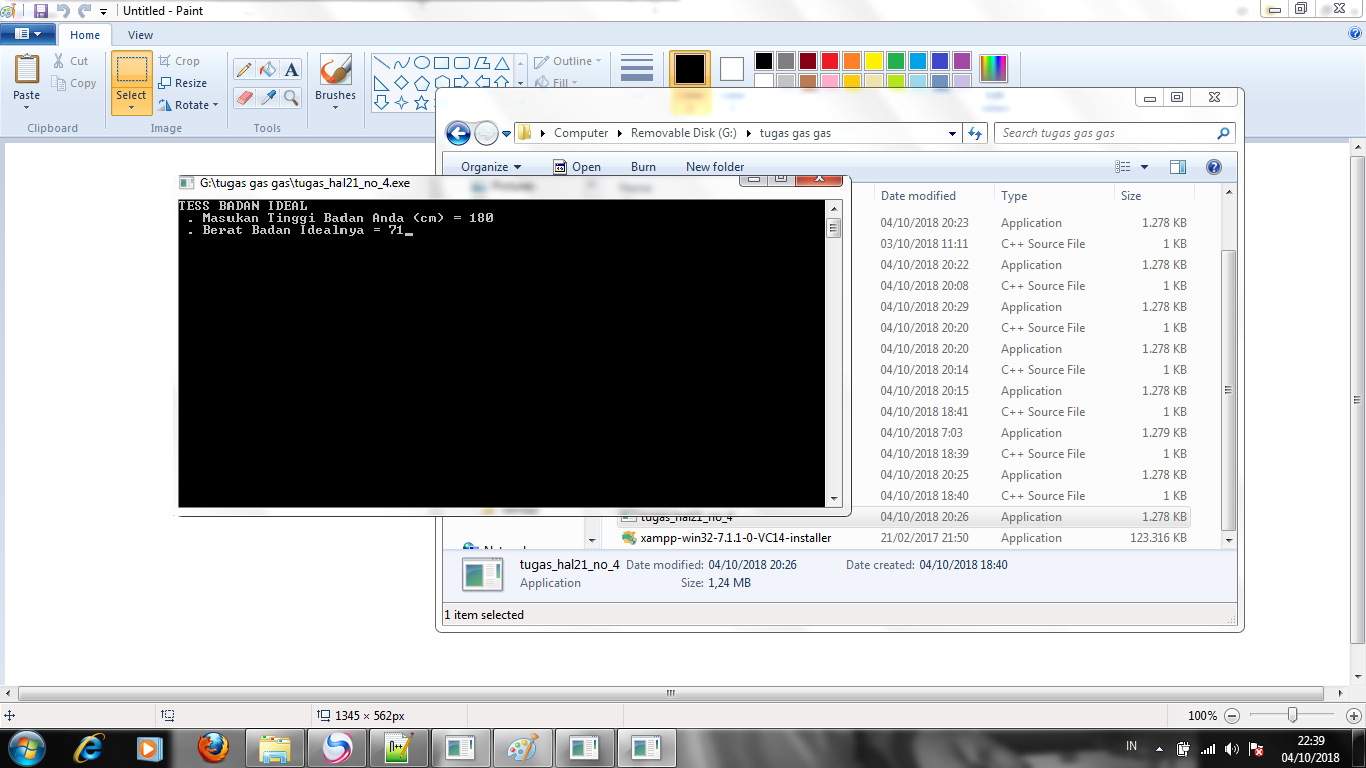 Untitled - Paint
Home View
Paste
Cut
Copy
Clipboard
Select
Crop
Resize
Rotate
Image
Tools
Brushes
Outline
Fill
Computer Removable Disk (G:) tugas gas gas
Search tugas gas gas
Organize Open Burn New folder
G:\tugas gas gas\tugas_hal21_no_4.exe
TESS BADAN IDEAL
. Masukan Tinggi Badan Anda (cm) = 180
. Berat Badan Idealnya = 71_
Date modified Type Size
04/10/2018 20:23 Application 1.278 KB
03/10/2018 11:11 C++ Source File 1 KB
04/10/2018 20:22 Application 1.278 KB
04/10/2018 20:08 C++ Source File 1 KB
04/10/2018 20:29 Application 1.278 KB
04/10/2018 20:20 C++ Source File 1 KB
04/10/2018 20:20 Application 1.278 KB
04/10/2018 20:14 C++ Source File 1 KB
04/10/2018 20:15 Application 1.278 KB
04/10/2018 18:41 C++ Source File 1 KB
04/10/2018 7:03 Application 1.279 KB
04/10/2018 18:39 C++ Source File 1 KB
04/10/2018 20:25 Application 1.278 KB
04/10/2018 18:40 C++ Source File 1 KB
tugas_hal21_no_4 04/10/2018 20:26 Application 1.278 KB
xampp-win32-7.1.1-0-VC14-installer 21/02/2017 21:50 Application 123.316 KB
tugas_hal21_no_4 Date modified: 04/10/2018 20:26 Date created: 04/10/2018 18:40
Application Size: 1,24 MB
1 item selected
1345 × 562px
100%
IN
22:39
04/10/2018